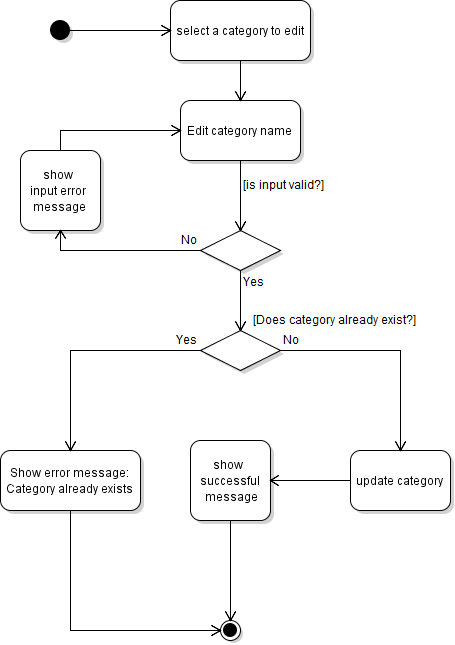 select a category to edit
Edit category name
show
input error
message
[is input valid?]
No
Yes
[Does category already exist?]
Yes
No
Show error message:
Category already exists
show
successful
message
update category